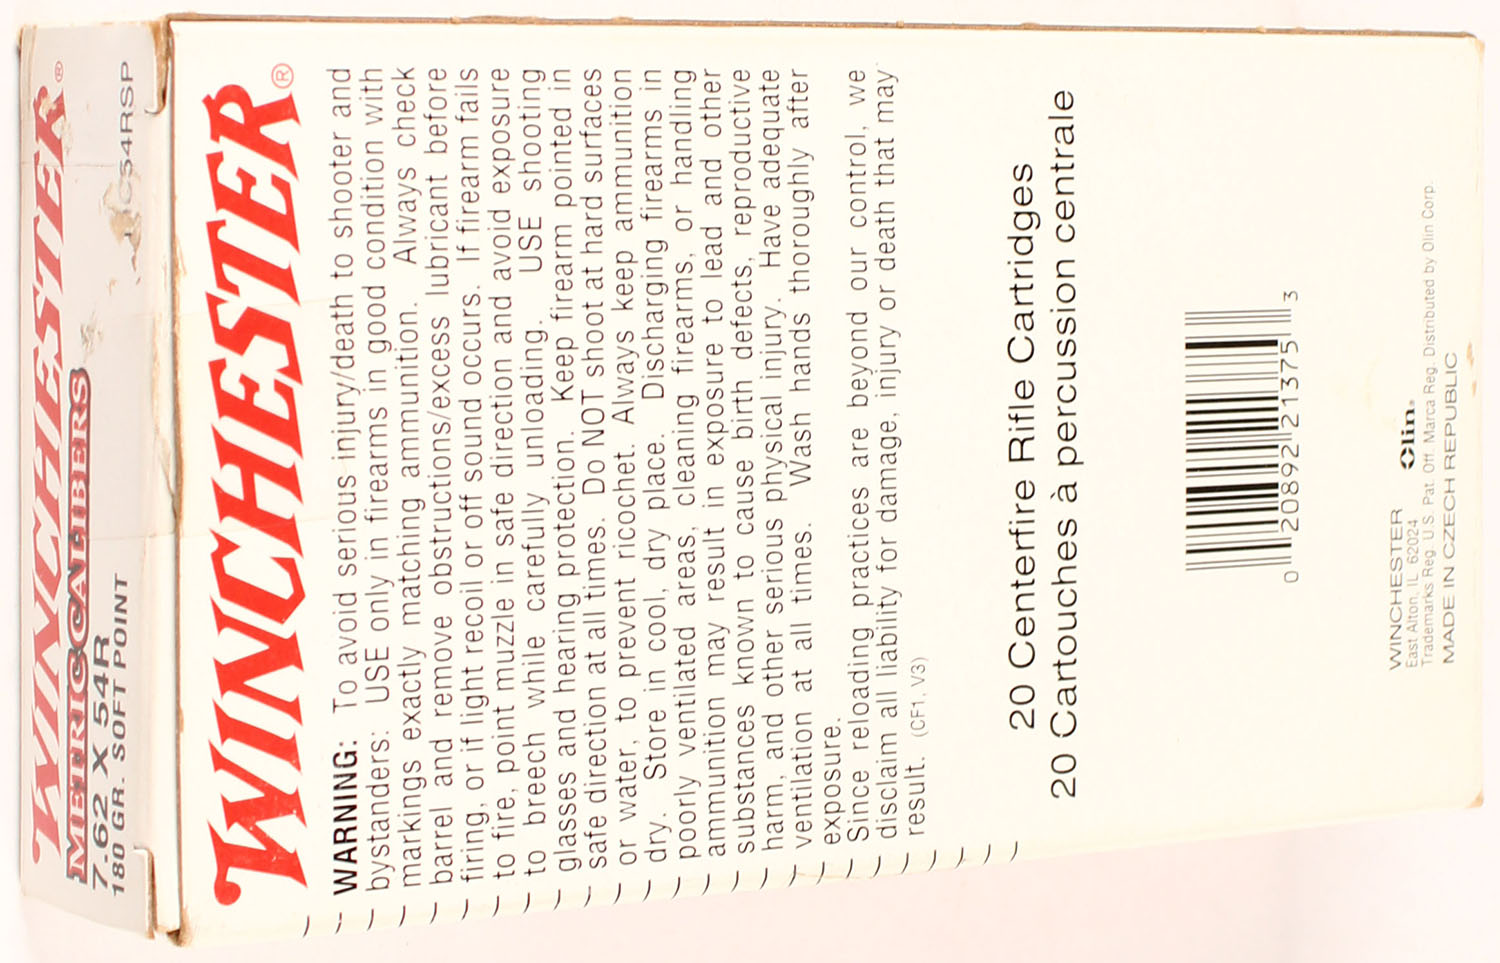 WINCHESTER®
METRIC CALIBERS
7.62 X 54R
180 GR. SOFT POINT
C54RSP
WINCHESTER®
WARNING: To avoid serious injury/death to shooter and
bystanders: USE only in firearms in good condition with
markings exactly matching ammunition. Always check
barrel and remove obstructions/excess lubricant before
firing, or if light recoil or off sound occurs. If firearm fails
to fire, point muzzle in safe direction and avoid exposure
to breech while carefully unloading. USE shooting
glasses and hearing protection. Keep firearm pointed in
safe direction at all times. Do NOT shoot at hard surfaces
or water, to prevent ricochet. Always keep ammunition
dry. Store in cool, dry place. Discharging firearms in
poorly ventilated areas, cleaning firearms, or handling
ammunition may result in exposure to lead and other
substances known to cause birth defects, reproductive
harm, and other serious physical injury. Have adequate
ventilation at all times. Wash hands thoroughly after
exposure.
Since reloading practices are beyond our control, we
disclaim all liability for damage, injury or death that may
result. (CF1, V3)
20 Centerfire Rifle Cartridges
20 Cartouches à percussion centrale
0 20892 21375 3
WINCHESTER Olin®
East Alton, IL 62024
Trademarks Reg. U.S. Pat. Off. Marca Reg. Distributed by Olin Corp.
MADE IN CZECH REPUBLIC